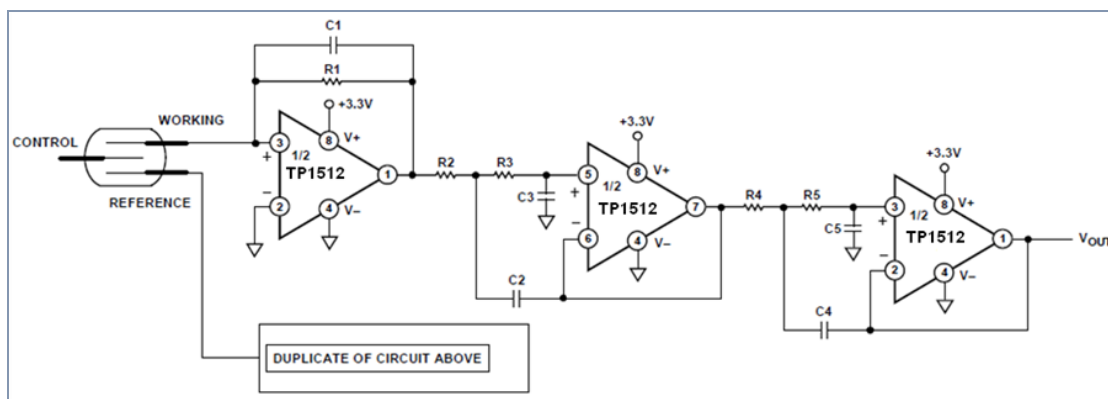 C1
R1
+3.3V
WORKING
CONTROL
REFERENCE
3
8
V+
1/2
+
TP1512
1
−
2
4
V−
R2
R3
C3
C2
+3.3V
5
8
V+
1/2
+
TP1512
7
−
6
4
V−
R4
R5
C5
C4
+3.3V
3
8
V+
1/2
+
TP1512
1
−
2
4
V−
VOUT
DUPLICATE OF CIRCUIT ABOVE